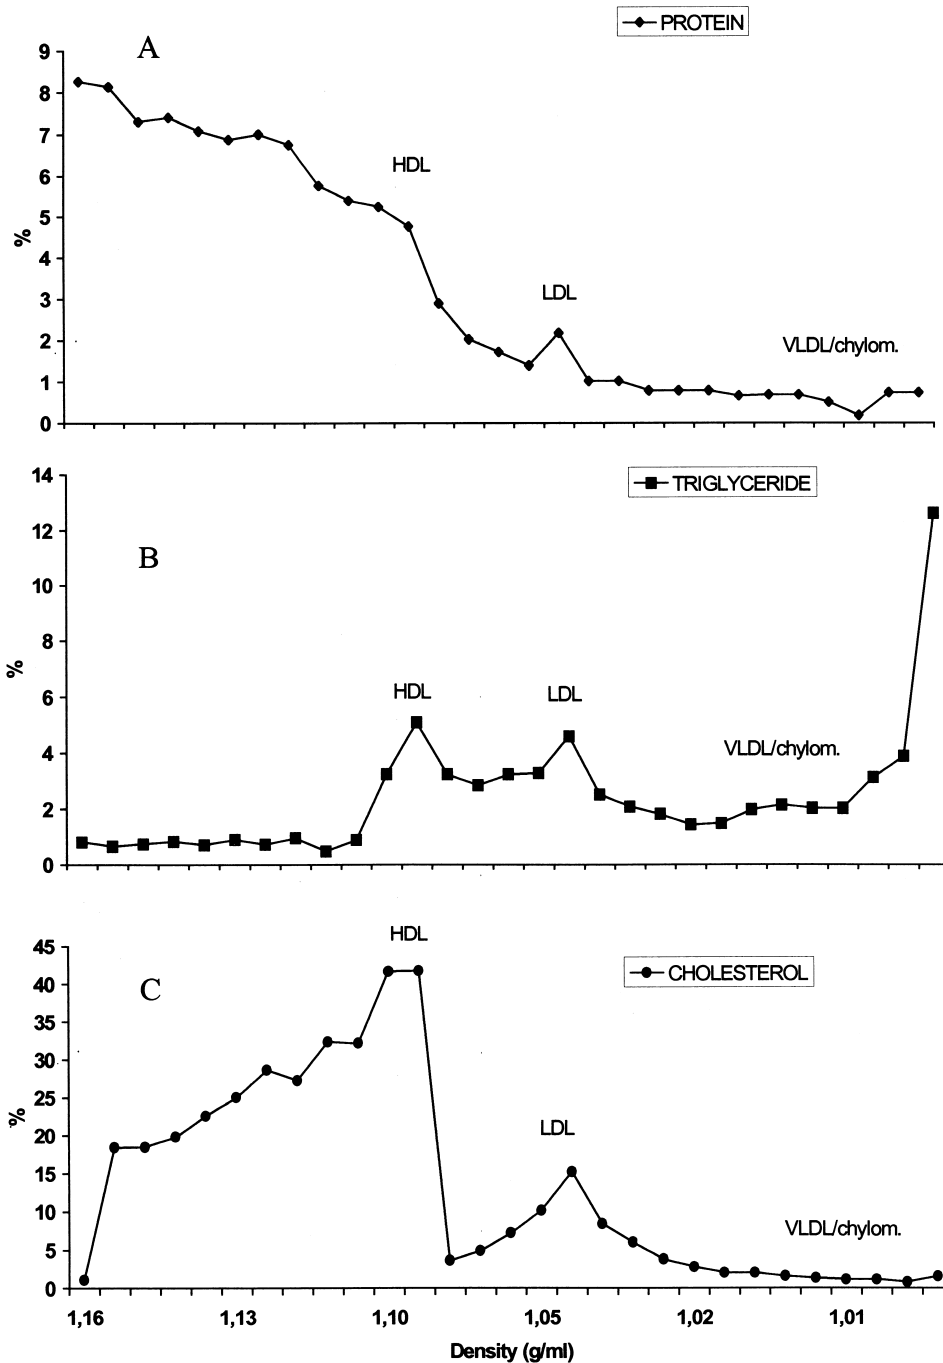 PROTEIN
A
9
8
7
6
5
4
3
2
1
0
%
HDL
LDL
VLDL/chylom.
TRIGLYCERIDE
B
14
12
10
8
6
4
2
0
%
HDL
LDL
VLDL/chylom.
CHOLESTEROL
C
45
40
35
30
25
20
15
10
5
0
%
HDL
LDL
VLDL/chylom.
1,16 1,13 1,10 1,05 1,02 1,01
Density (g/ml)